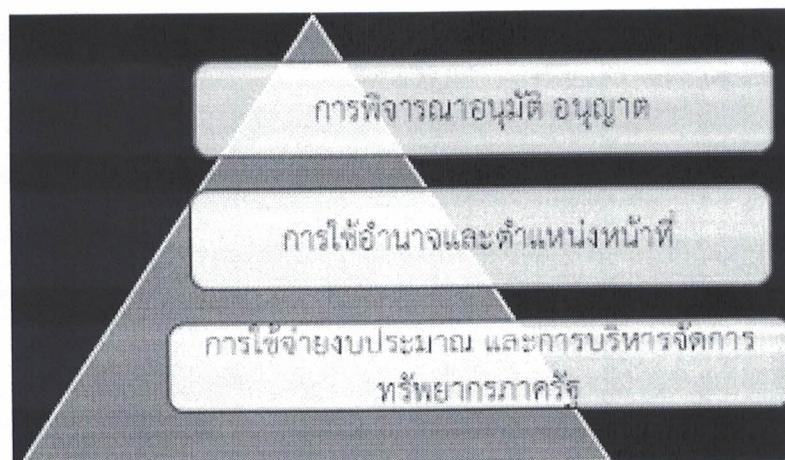 การพิจารณาอนุมัติ อนุญาต
การใช้อำนาจและตำแหน่งหน้าที่
การใช้จ่ายงบประมาณ และการบริหารจัดการ
ทรัพยากรภาครัฐ